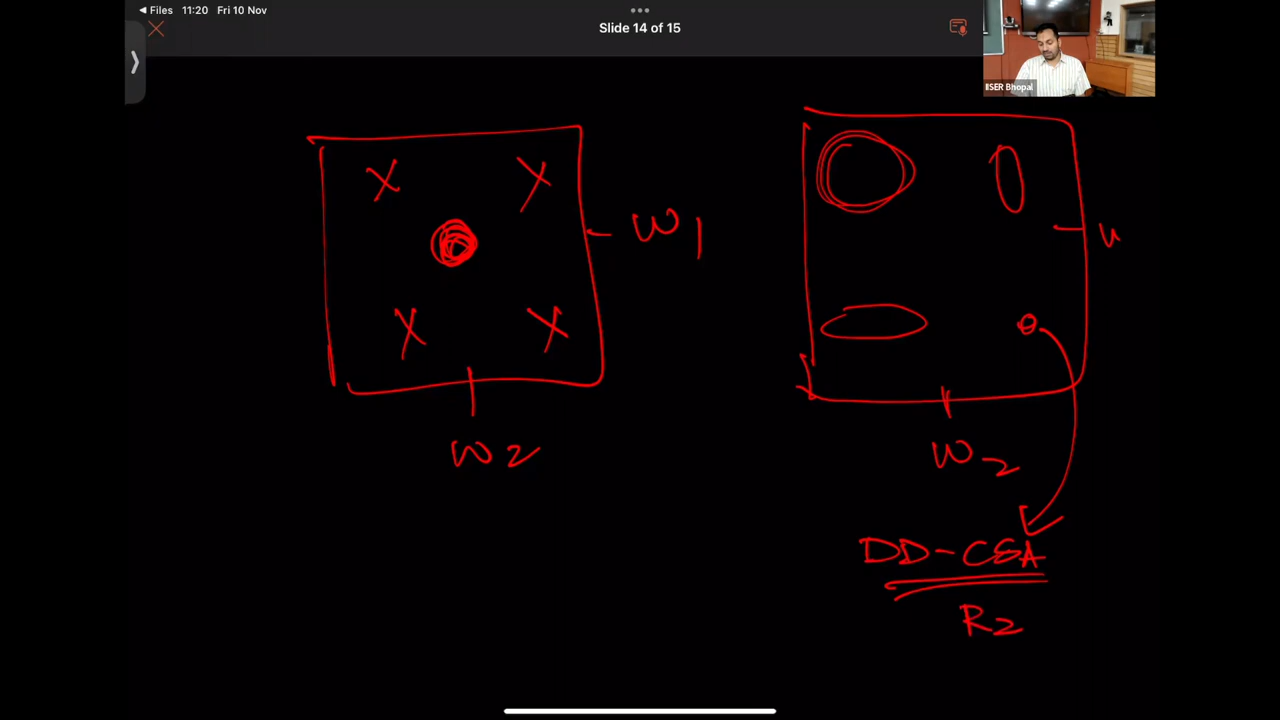 Files 11:20 Fri 10 Nov
Slide 14 of 15
IISER Bhopal
X X
X X
W1
W2
W2
DD-CSA
R2